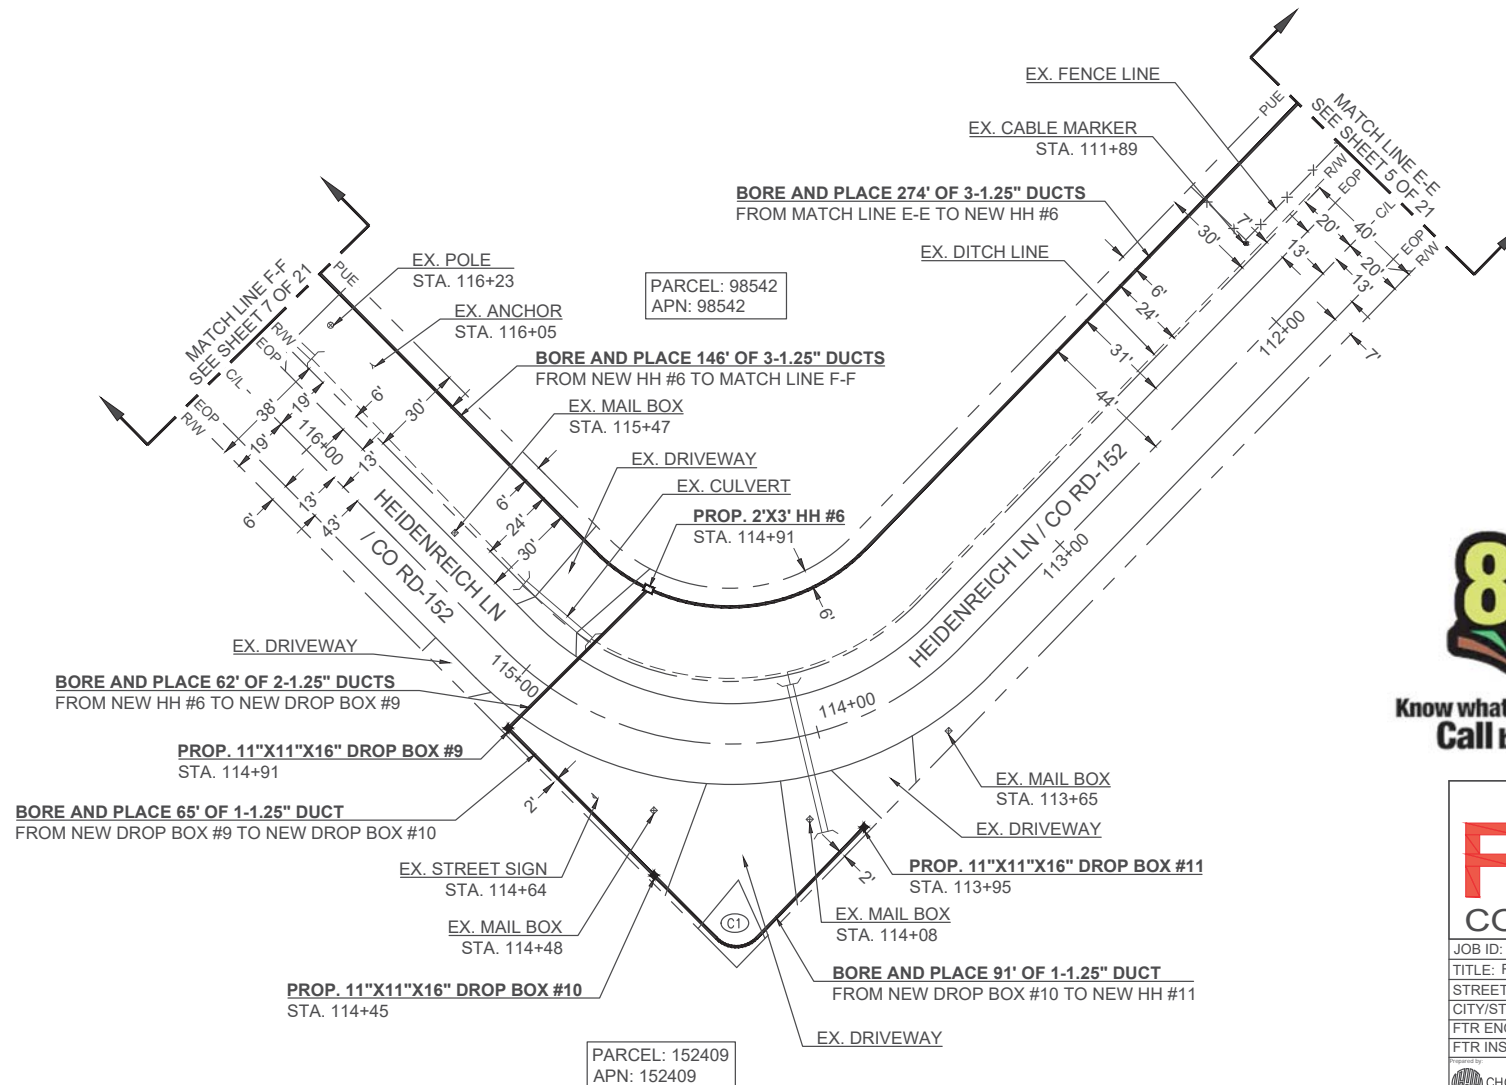 EX. FENCE LINE
EX. CABLE MARKER
STA. 111+89
BORE AND PLACE 274' OF 3-1.25" DUCTS
FROM MATCH LINE E-E TO NEW HH #6
EX. DITCH LINE
PUE
MATCH LINE E-E
SEE SHEET 5 OF 21
R/W
EOP
C/L
EOP
R/W
7'
30'
20'
40'
13'
20'
13'
7'
6'
24'
31'
44'
112+00
113+00
HEIDENREICH LN / CO RD-152
MATCH LINE F-F
SEE SHEET 7 OF 21
PUE
R/W
EOP
C/L
EOP
R/W
EX. POLE
STA. 116+23
EX. ANCHOR
STA. 116+05
PARCEL: 98542
APN: 98542
BORE AND PLACE 146' OF 3-1.25" DUCTS
FROM NEW HH #6 TO MATCH LINE F-F
EX. MAIL BOX
STA. 115+47
EX. DRIVEWAY
EX. CULVERT
PROP. 2'X3' HH #6
STA. 114+91
6'
30'
38'
19'
19'
116+00
13'
13'
43'
6'
6'
24'
30'
6'
HEIDENREICH LN
/ CO RD-152
115+00
114+00
EX. DRIVEWAY
BORE AND PLACE 62' OF 2-1.25" DUCTS
FROM NEW HH #6 TO NEW DROP BOX #9
PROP. 11"X11"X16" DROP BOX #9
STA. 114+91
BORE AND PLACE 65' OF 1-1.25" DUCT
FROM NEW DROP BOX #9 TO NEW DROP BOX #10
2'
EX. STREET SIGN
STA. 114+64
EX. MAIL BOX
STA. 114+48
PROP. 11"X11"X16" DROP BOX #10
STA. 114+45
C1
PARCEL: 152409
APN: 152409
EX. MAIL BOX
STA. 113+65
EX. DRIVEWAY
PROP. 11"X11"X16" DROP BOX #11
STA. 113+95
2'
EX. MAIL BOX
STA. 114+08
BORE AND PLACE 91' OF 1-1.25" DUCT
FROM NEW DROP BOX #10 TO NEW HH #11
EX. DRIVEWAY
8
Know what
Call
F
CO
JOB ID:
TITLE:
STREET
CITY/ST
FTR ENG
FTR INS
Prepared by:
CH